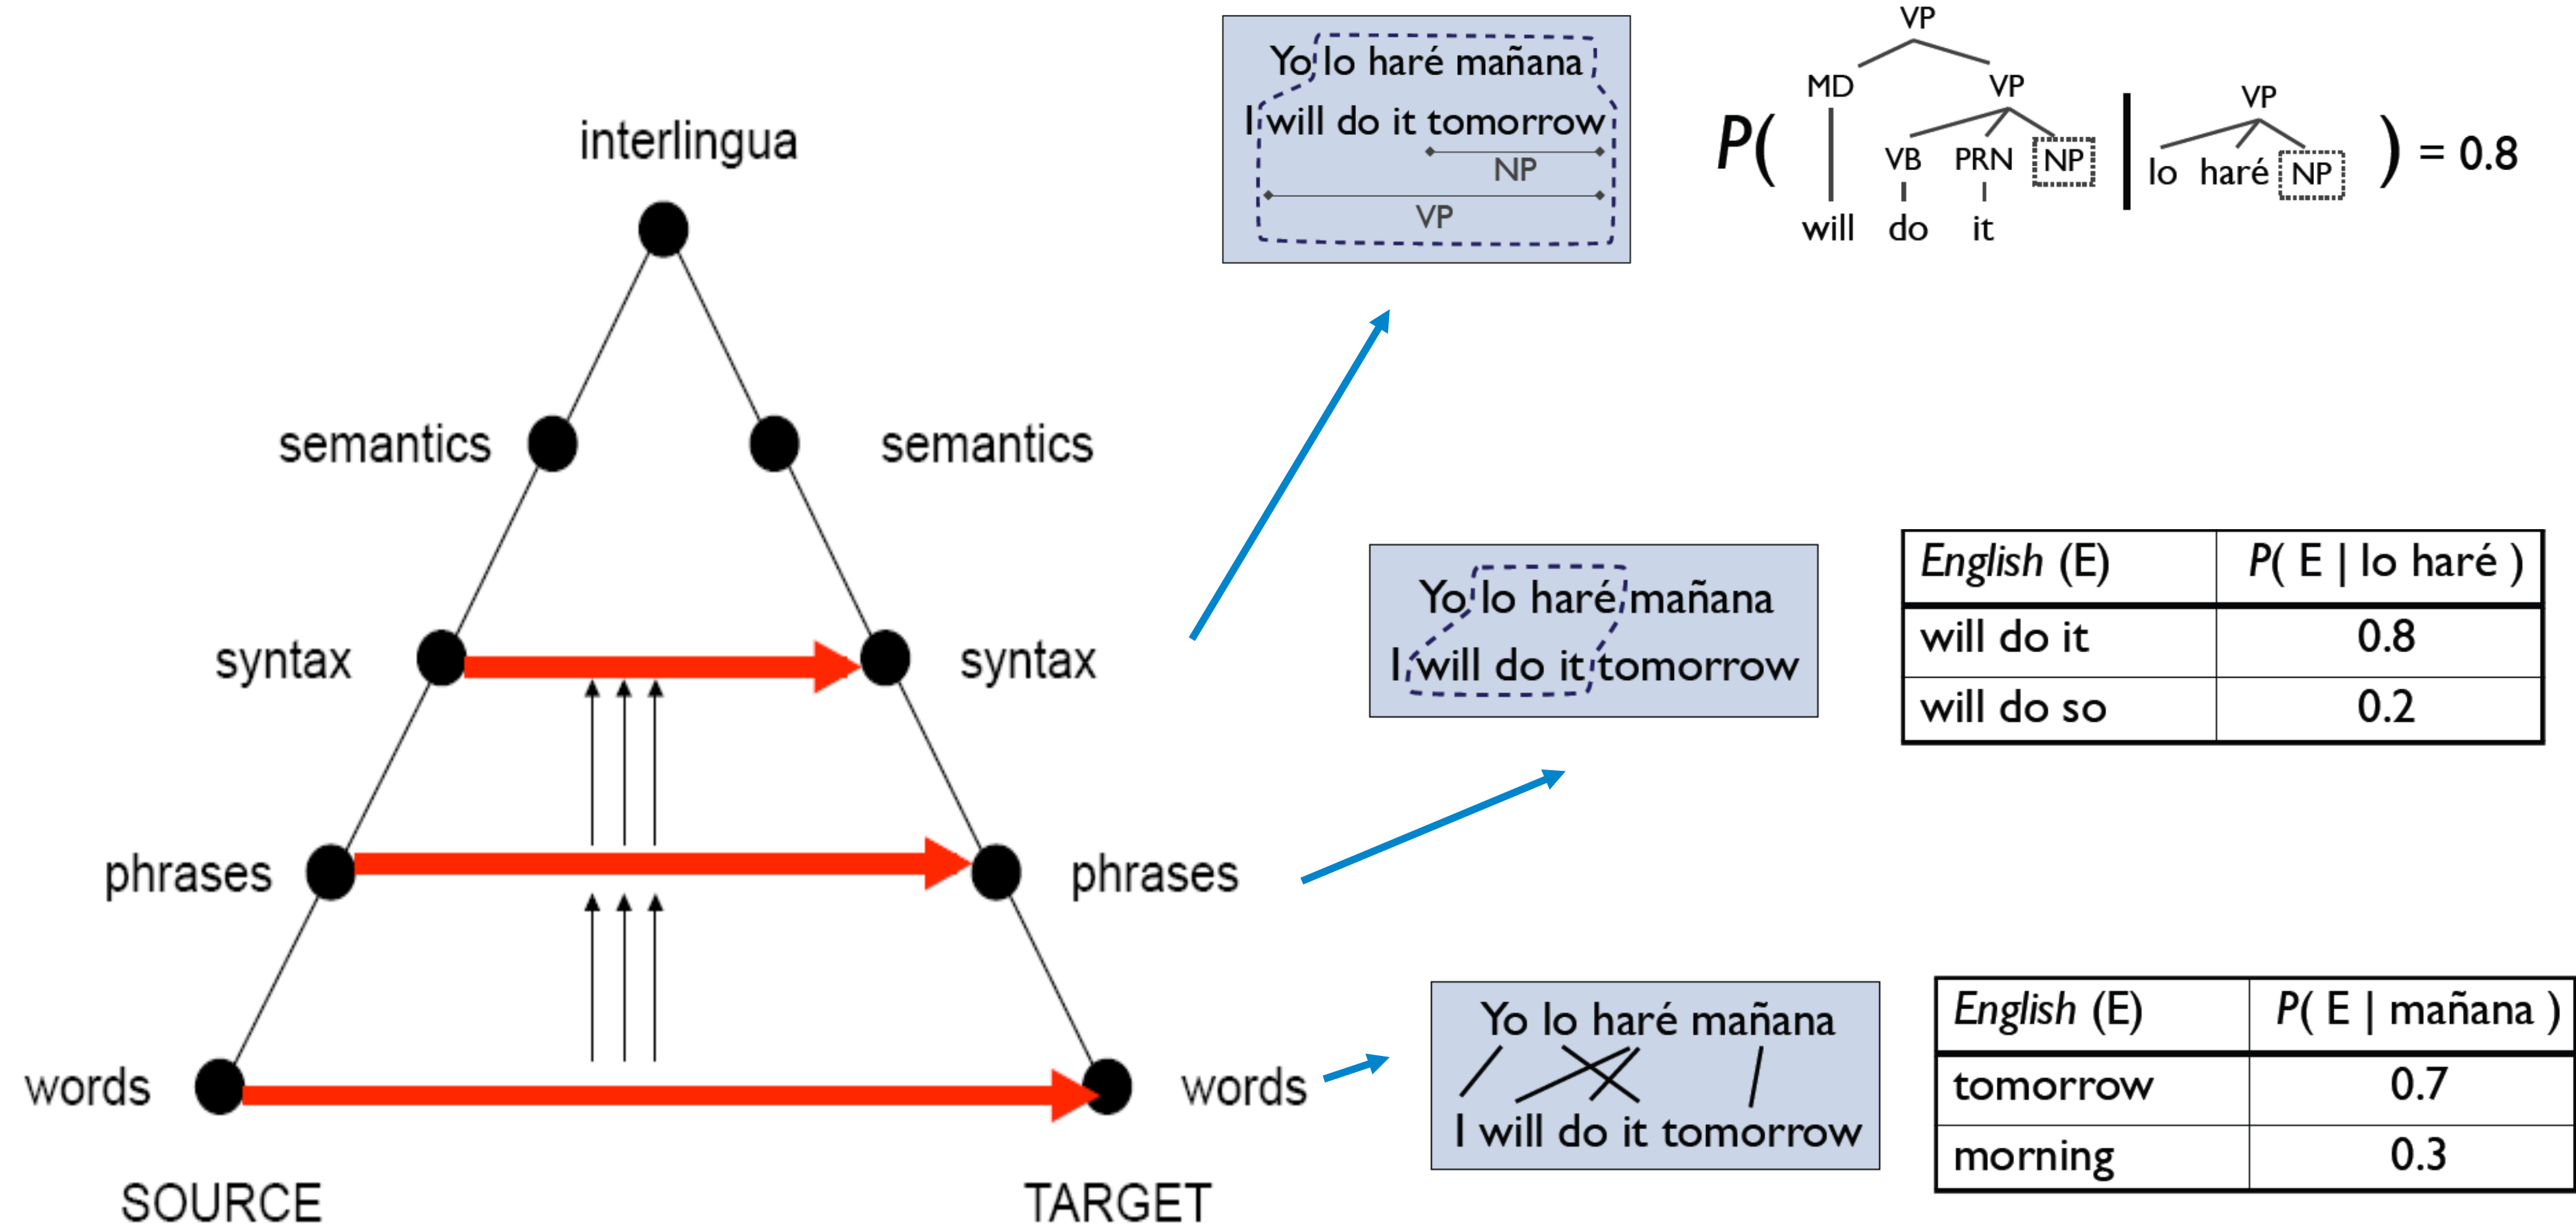 interlingua
semantics
semantics
syntax
syntax
phrases
phrases
words
words
SOURCE
TARGET
Yo lo haré mañana
I will do it tomorrow
NP
VP
VP
MD
VP
P(
VB
PRN
NP
will
do
it
VP
lo
haré
NP
) = 0.8
Yo lo haré mañana
I will do it tomorrow
English (E)
P( E | lo haré )
will do it
0.8
will do so
0.2
Yo lo haré mañana
I will do it tomorrow
English (E)
P( E | mañana )
tomorrow
0.7
morning
0.3